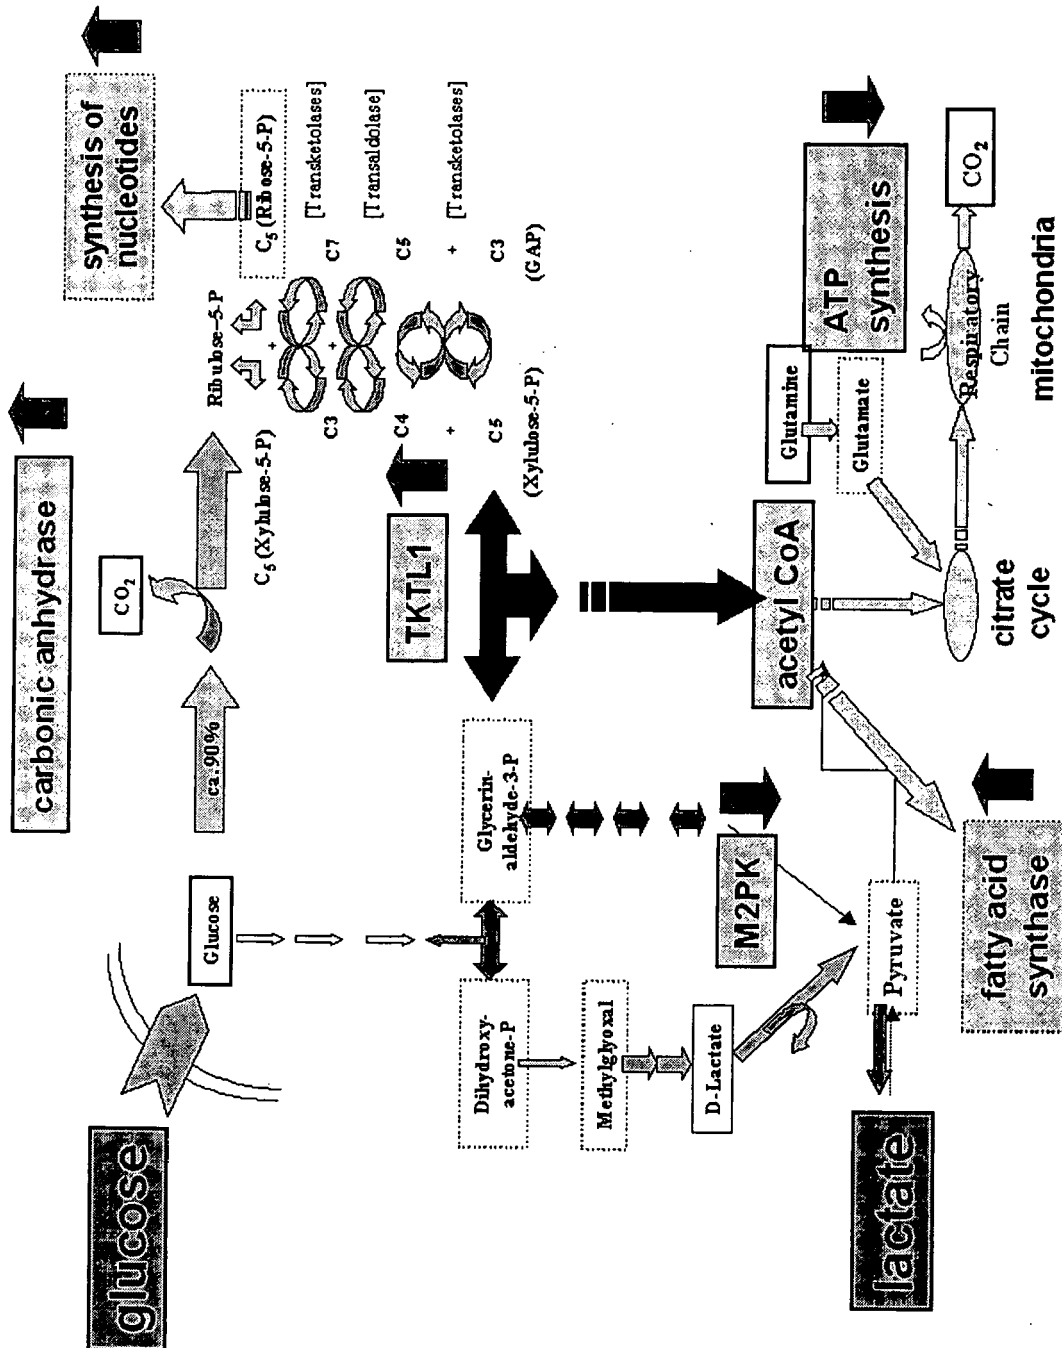 glucose
Glucose
ca.90%
CO2
carbonic anhydrase
C5 (Xylulose-5-P)
Ribulose-5-P
C5 (Ribose-5-P)
synthesis of
nucleotides
+
C3
C7
[Transketolases]
+
C4
C5
[Transaldolase]
+
+
C5
C3
[Transketolases]
(Xylulose-5-P)
(GAP)
TKTL1
Dihydroxy-
acetone-P
Glycerin-
aldehyde-3-P
Methylglyoxal
D-Lactate
M2PK
acetyl CoA
Glutamine
Glutamate
ATP
synthesis
lactate
Pyruvate
fatty acid
synthase
citrate
cycle
Respiratory
Chain
CO2
mitochondria